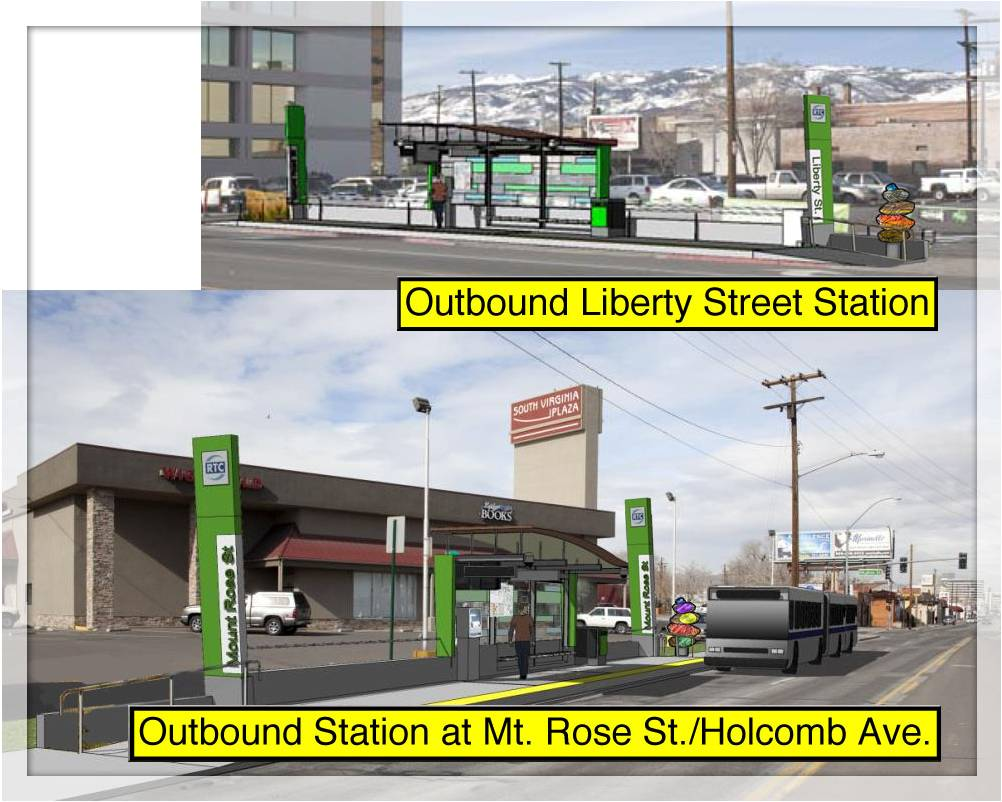 RTC
Liberty St.
Outbound Liberty Street Station
SOUTH VIRGINIA
PLAZA
RTC
BOOKS
RTC
Mount Rose St
Mount Rose St
Outbound Station at Mt. Rose St./Holcomb Ave.